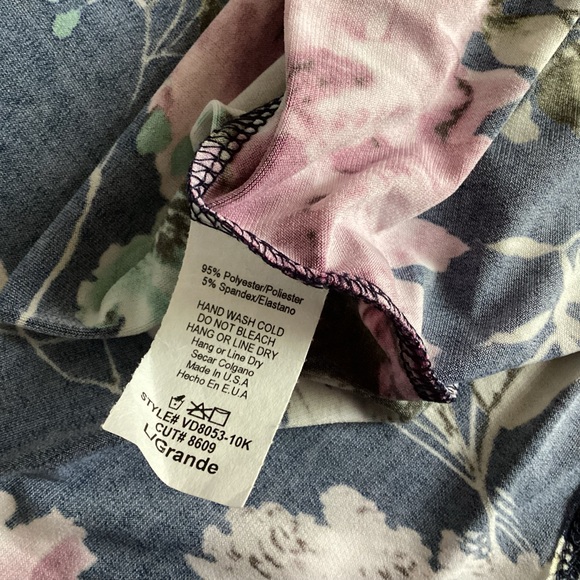 95% Polyester/Poliester
5% Spandex/Elastano
HAND WASH COLD
DO NOT BLEACH
HANG OR LINE DRY
Hang or Line Dry
Secar Colgano
Made In U.S.A
Hecho En E.U.A
STYLE# VD8053-10K
CUT# 8609
L/Grande